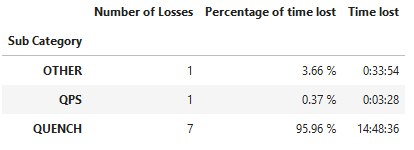 Number of Losses Percentage of time lost Time lost
Sub Category
OTHER 1 3.66 % 0:33:54
QPS 1 0.37 % 0:03:28
QUENCH 7 95.96 % 14:48:36